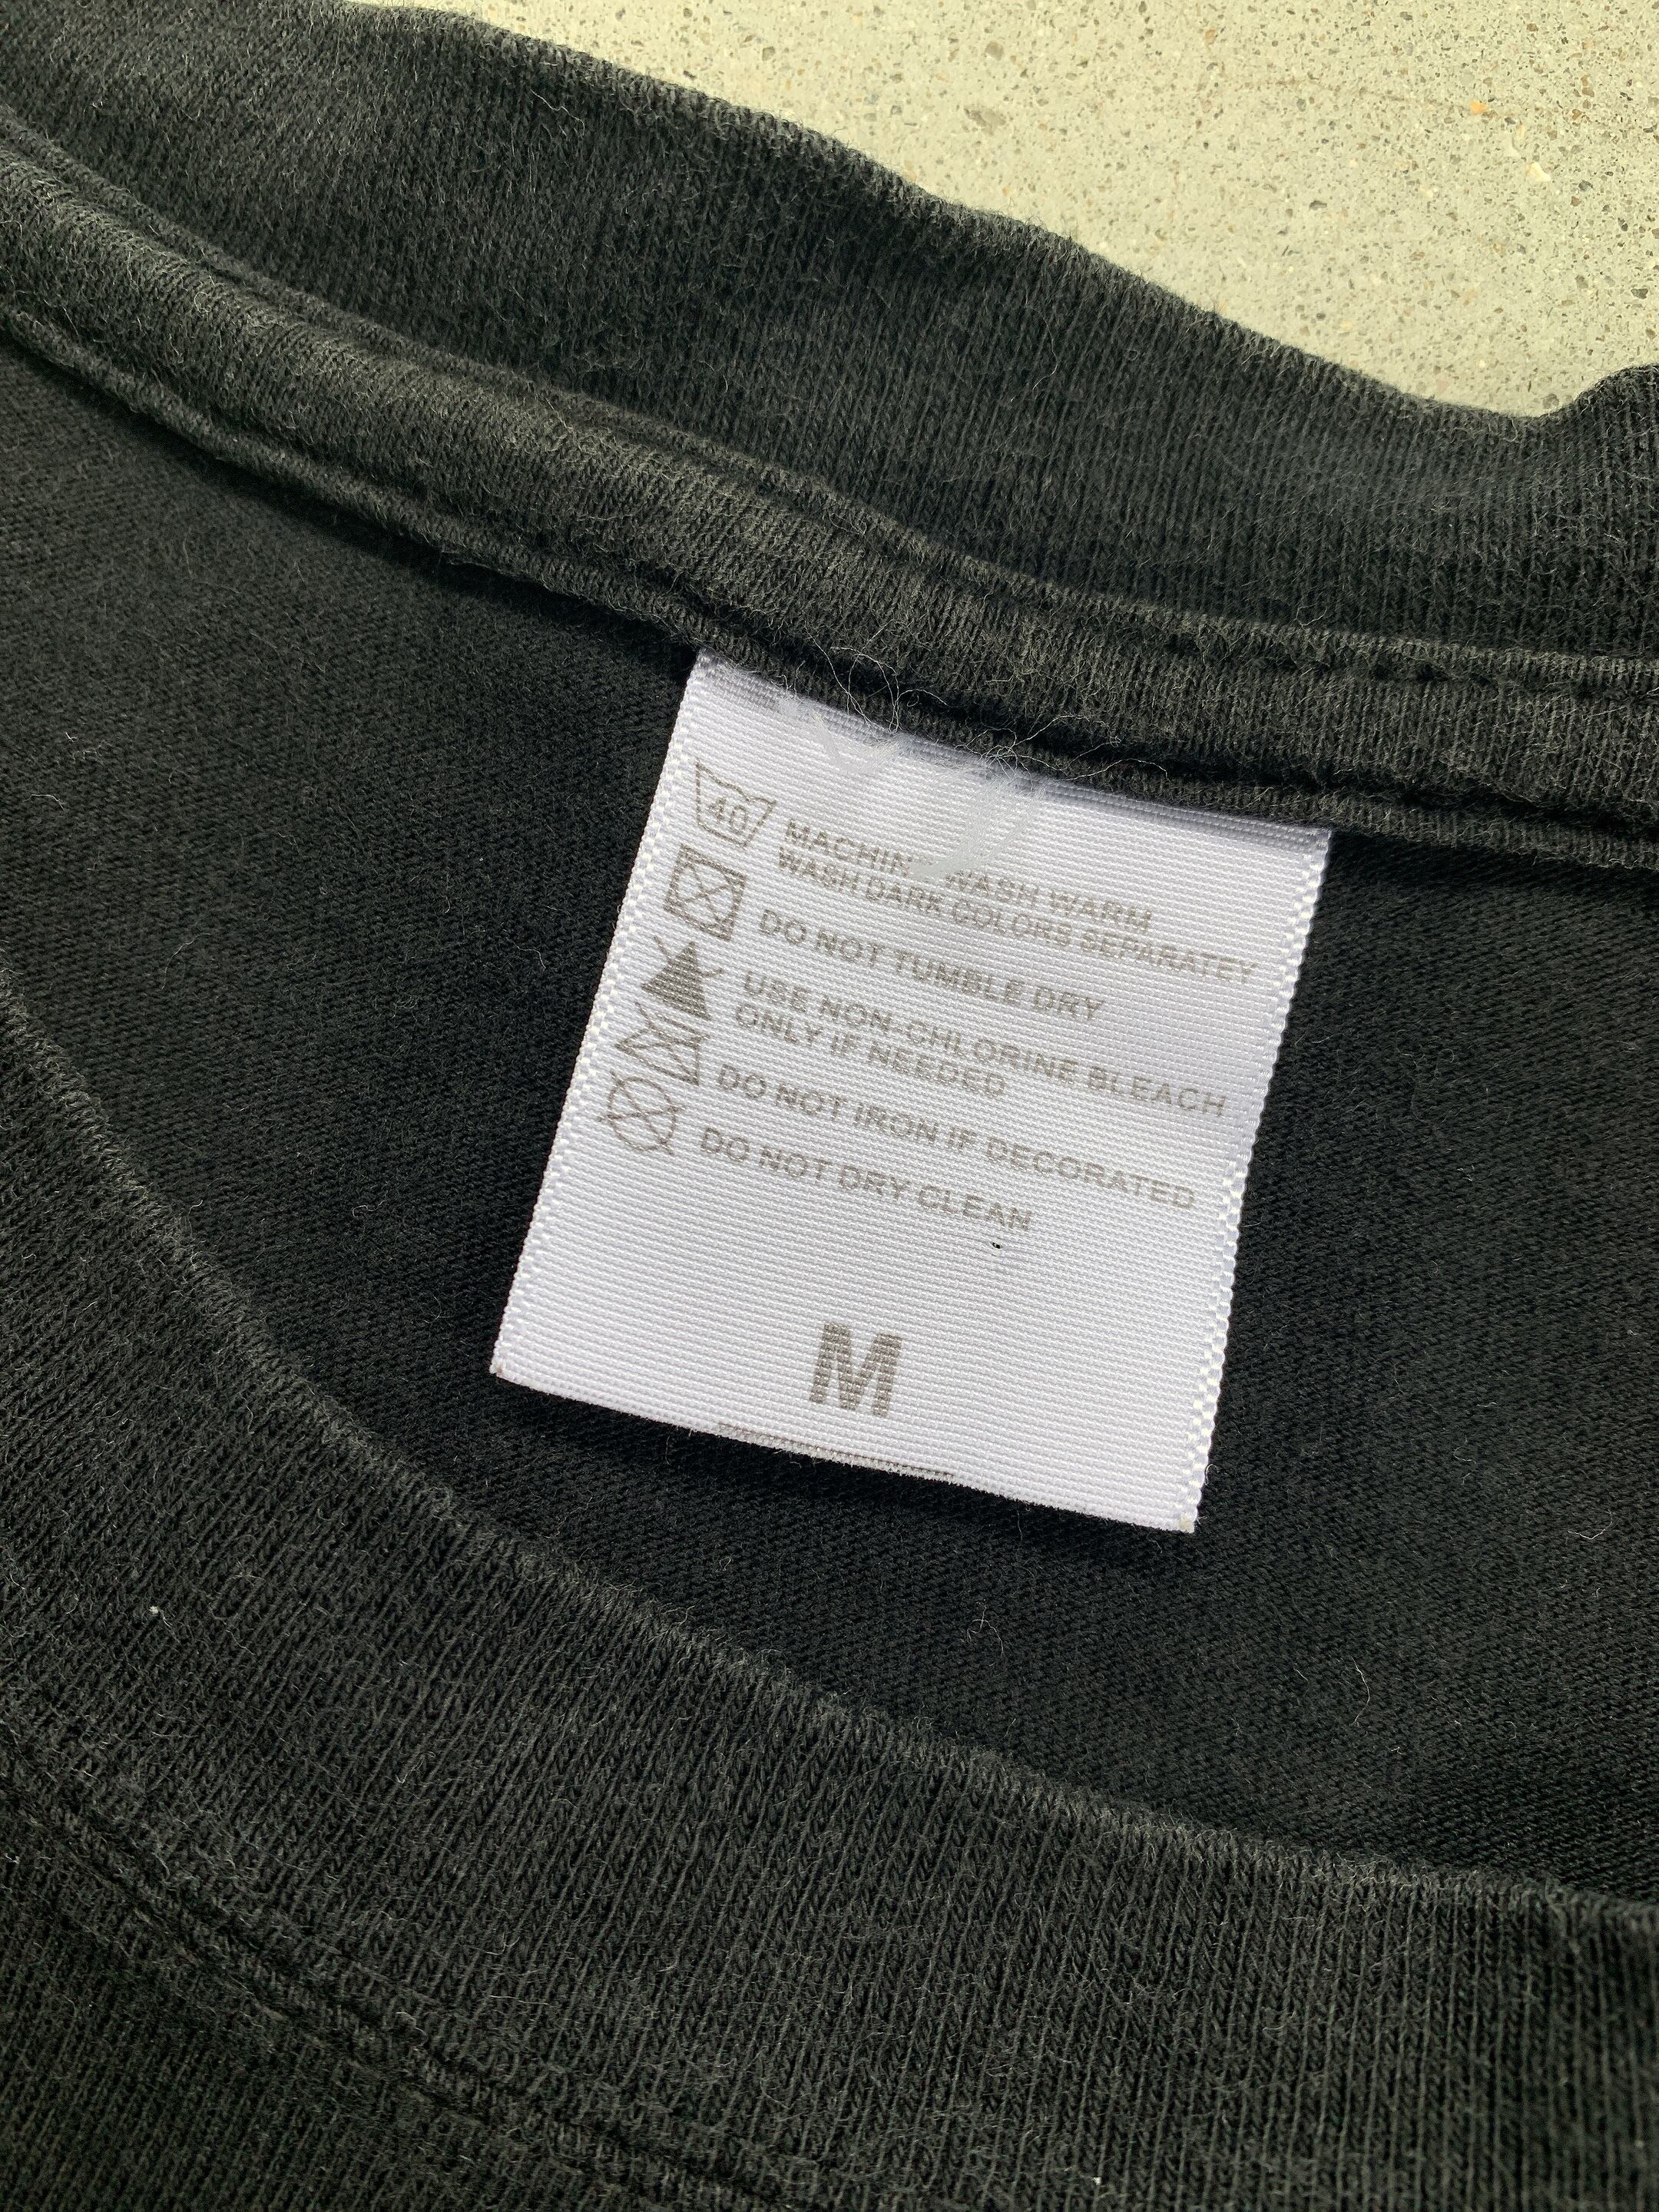 40
MACHIN WASH WARM
WASH DARK COLORS SEPARATEY
DO NOT TUMBLE DRY
USE NON-CHLORINE BLEACH
ONLY IF NEEDED
DO NOT IRON IF DECORATED
DO NOT DRY CLEAN
M